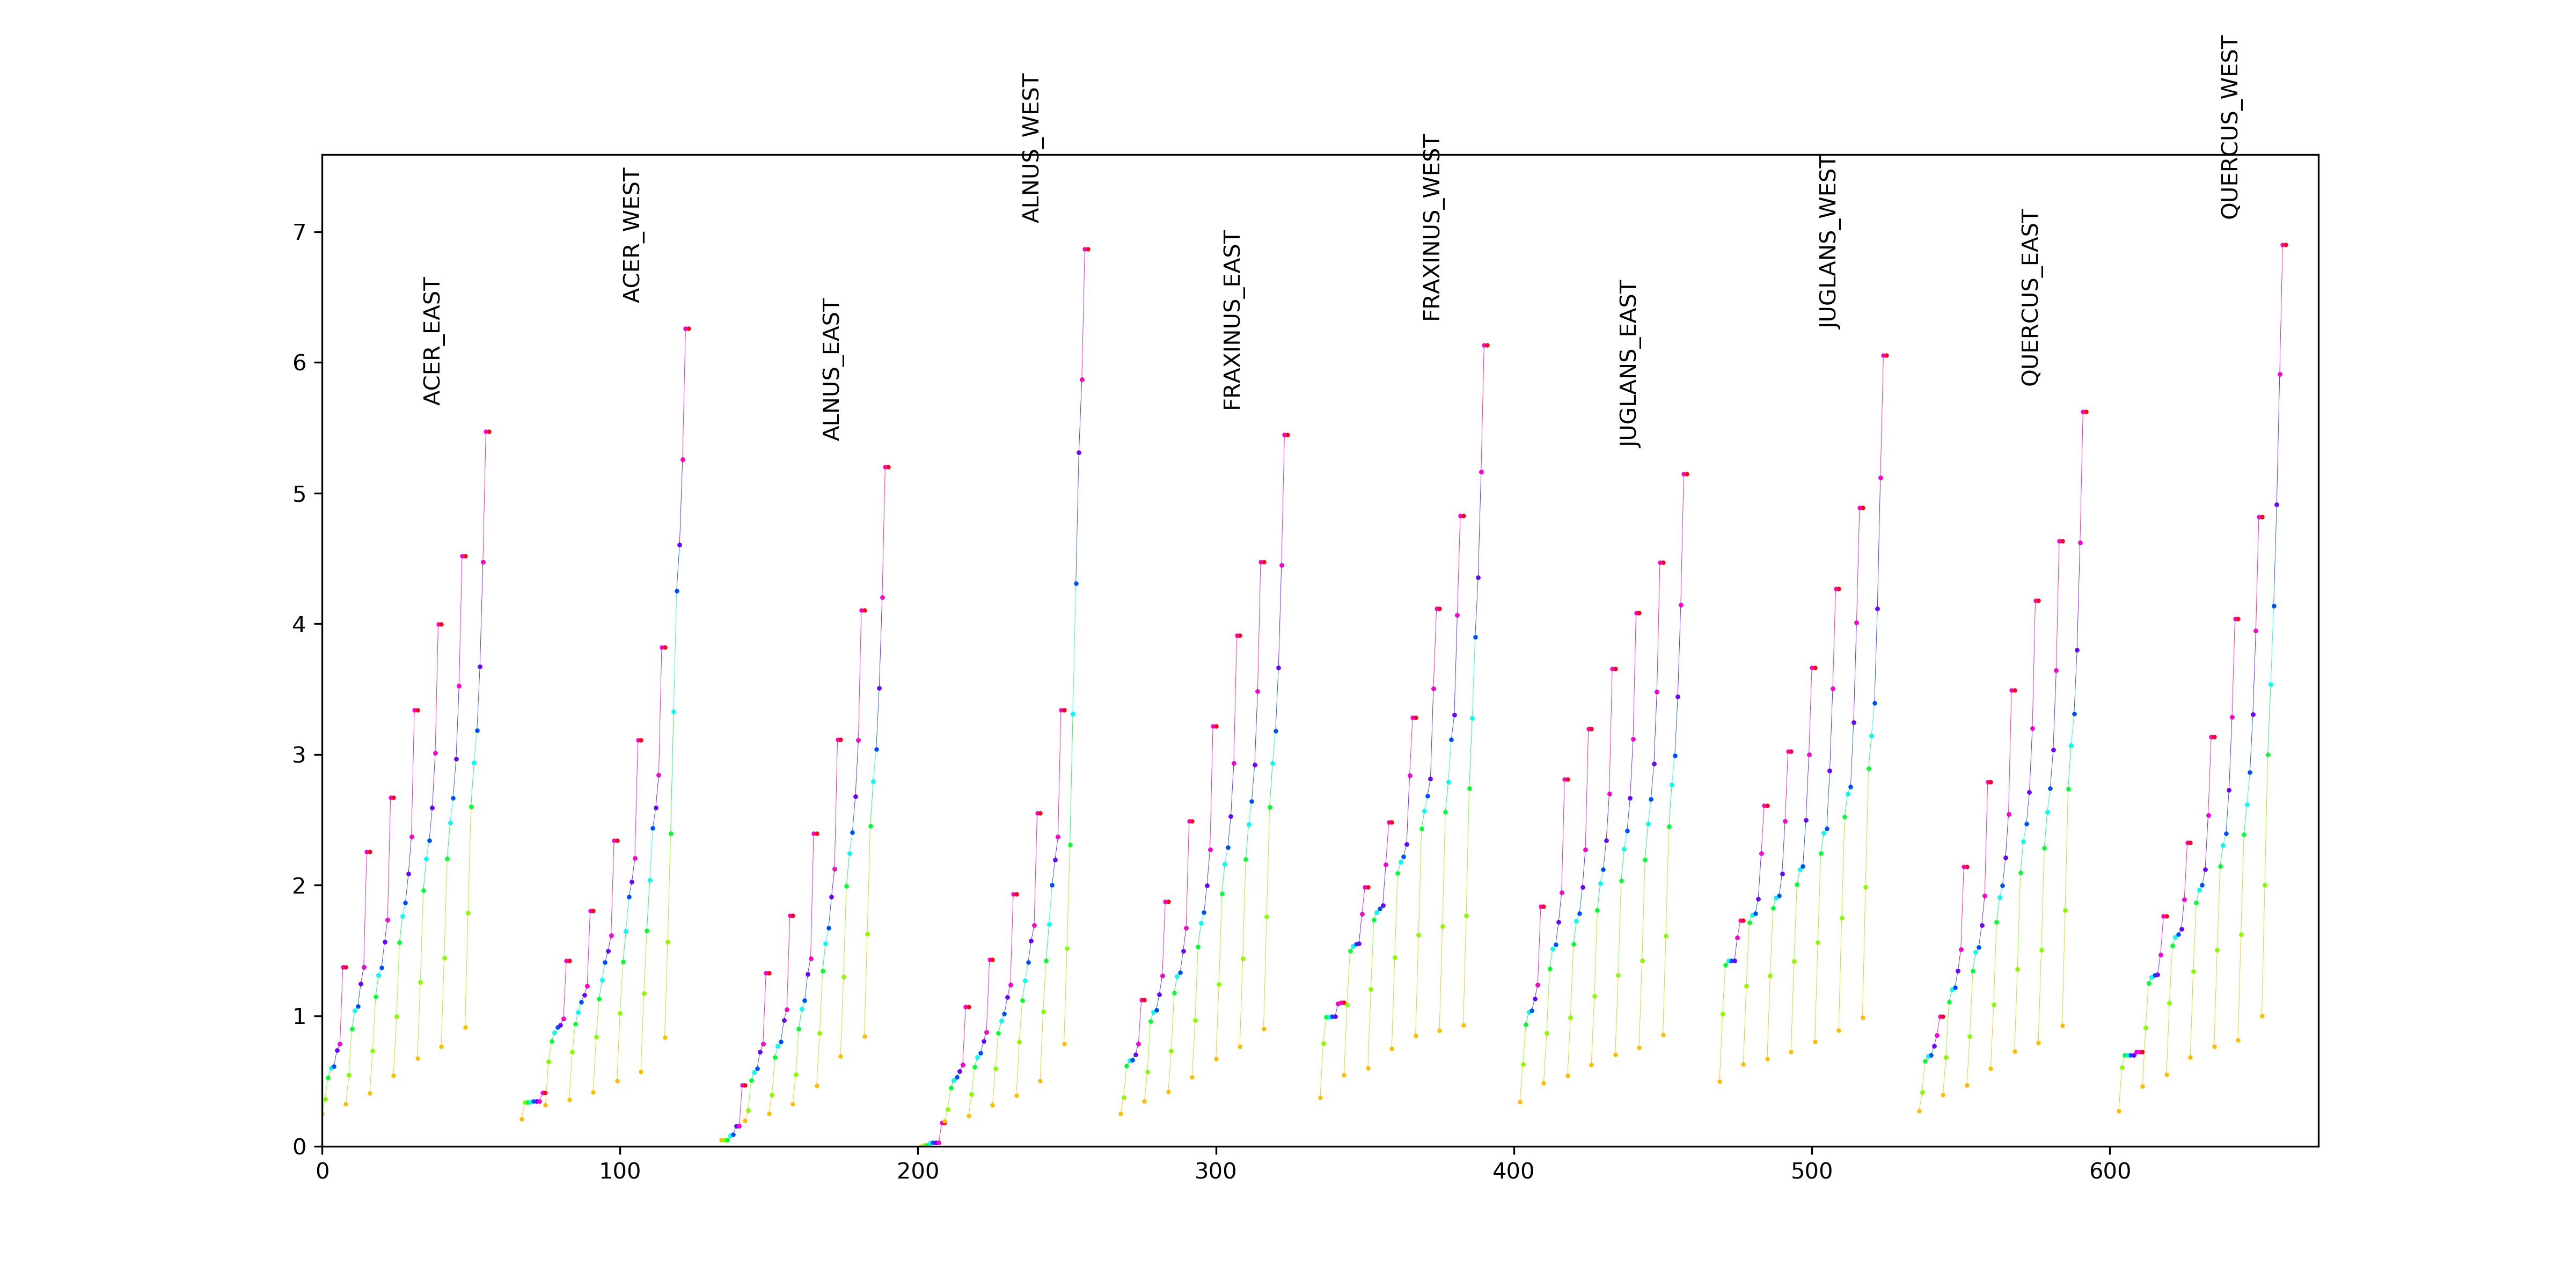 QUERCUS_WEST
ALNUS_WEST
FRAXINUS_WEST
JUGLANS_WEST
ACER_WEST
QUERCUS_EAST
FRAXINUS_EAST
ACER_EAST
JUGLANS_EAST
ALNUS_EAST
7
6
5
4
3
2
1
0
0 100 200 300 400 500 600